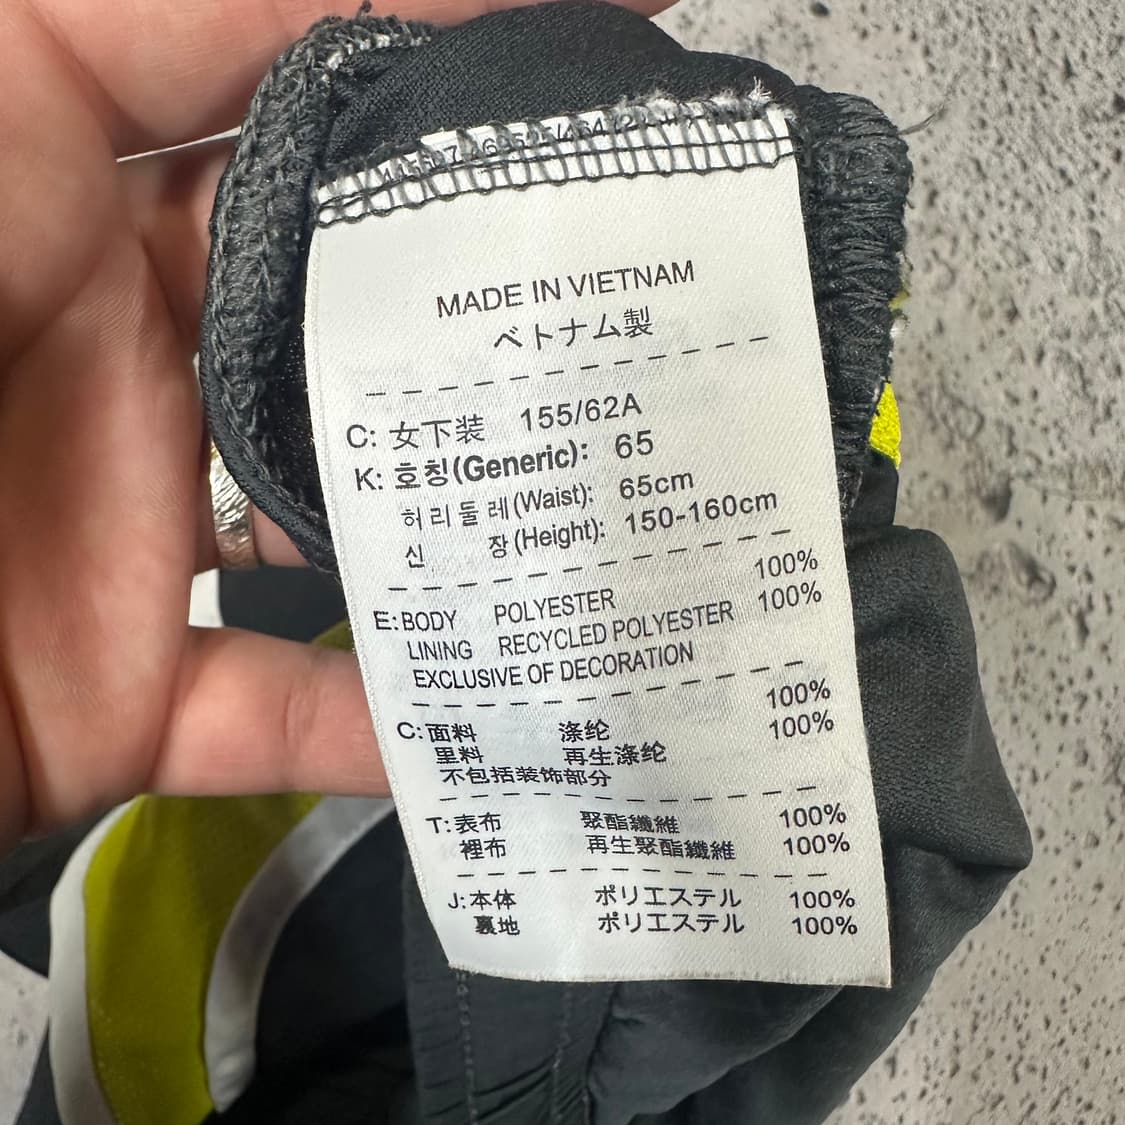 MADE IN VIETNAM
ベトナム製
C: 女下装 155/62A
K: 호칭(Generic): 65
허리둘레(Waist): 65cm
신 장(Height): 150-160cm
E: BODY POLYESTER 100%
LINING RECYCLED POLYESTER 100%
EXCLUSIVE OF DECORATION
C: 面料 涤纶 100%
里料 再生涤纶 100%
不包括装饰部分
T: 表布 聚酯纖維 100%
裡布 再生聚酯纖維 100%
J: 本体 ポリエステル 100%
裏地 ポリエステル 100%